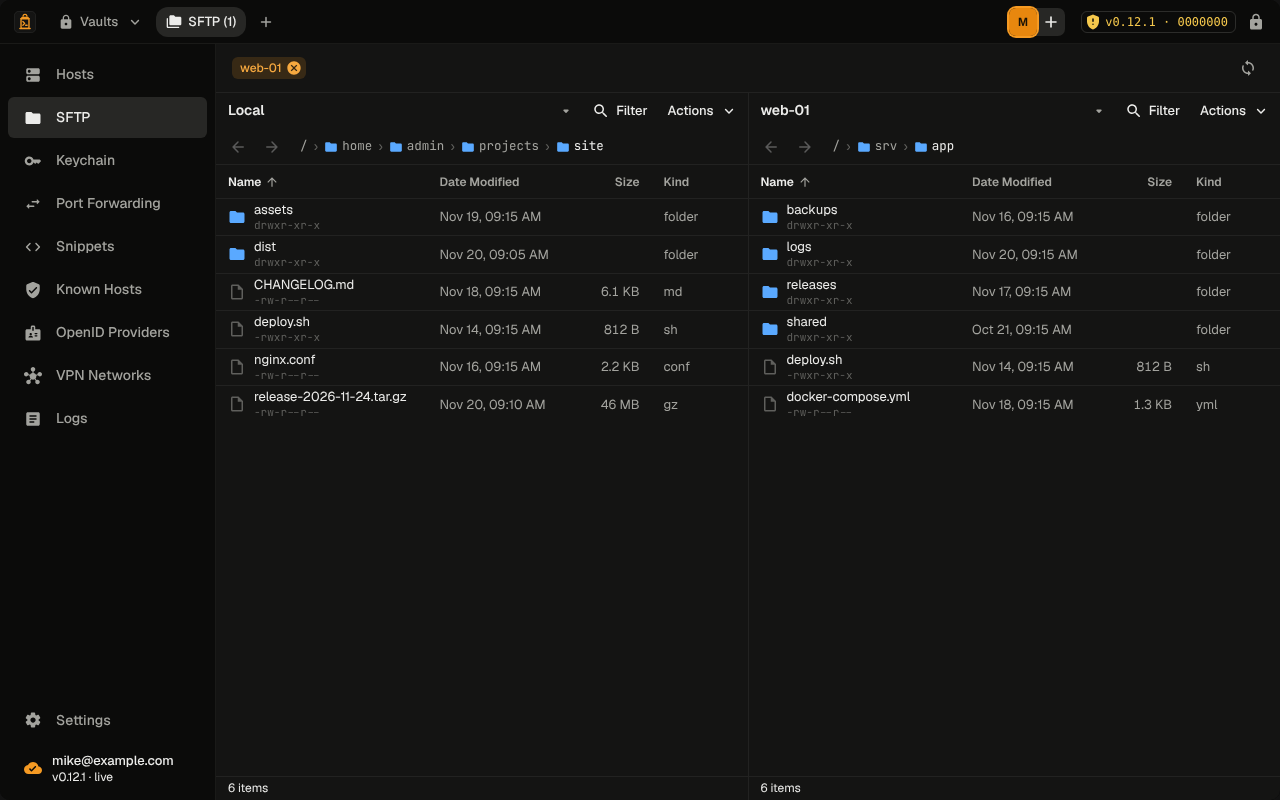 Vaults
SFTP (1)
M
v0.12.1 · 0000000
Hosts
SFTP
Keychain
Port Forwarding
Snippets
Known Hosts
OpenID Providers
VPN Networks
Logs
Settings
mike@example.com
v0.12.1 · live
web-01
Local
Filter
Actions
/ › home › admin › projects › site
Name Date Modified Size Kind
assets Nov 19, 09:15 AM folder
drwxr-xr-x
dist Nov 20, 09:05 AM folder
drwxr-xr-x
CHANGELOG.md Nov 18, 09:15 AM 6.1 KB md
-rw-r--r--
deploy.sh Nov 14, 09:15 AM 812 B sh
-rwxr-xr-x
nginx.conf Nov 16, 09:15 AM 2.2 KB conf
-rw-r--r--
release-2026-11-24.tar.gz Nov 20, 09:10 AM 46 MB gz
-rw-r--r--
6 items
web-01
Filter
Actions
/ › srv › app
Name Date Modified Size Kind
backups Nov 16, 09:15 AM folder
drwxr-xr-x
logs Nov 20, 09:15 AM folder
drwxr-xr-x
releases Nov 17, 09:15 AM folder
drwxr-xr-x
shared Oct 21, 09:15 AM folder
drwxr-xr-x
deploy.sh Nov 14, 09:15 AM 812 B sh
-rwxr-xr-x
docker-compose.yml Nov 18, 09:15 AM 1.3 KB yml
-rw-r--r--
6 items